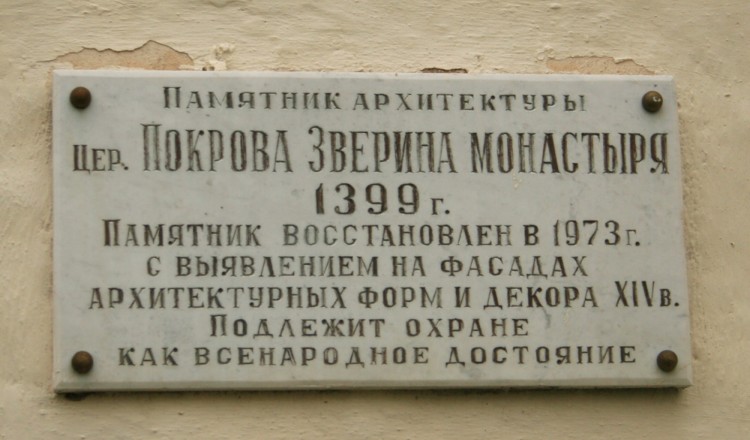 ПАМЯТНИК АРХИТЕКТУРЫ
ЦЕР. ПОКРОВА ЗВЕРИНА МОНАСТЫРЯ
1399 г.
ПАМЯТНИК ВОССТАНОВЛЕН В 1973 г.
С ВЫЯВЛЕНИЕМ НА ФАСАДАХ
АРХИТЕКТУРНЫХ ФОРМ И ДЕКОРА XIV в.
ПОДЛЕЖИТ ОХРАНЕ
КАК ВСЕНАРОДНОЕ ДОСТОЯНИЕ